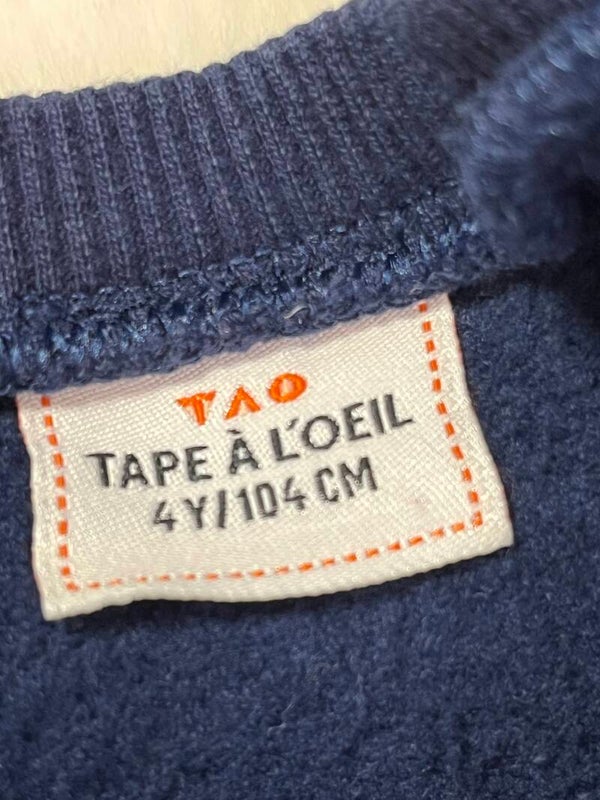 TAO
TAPE À L'OEIL
4Y/104 CM